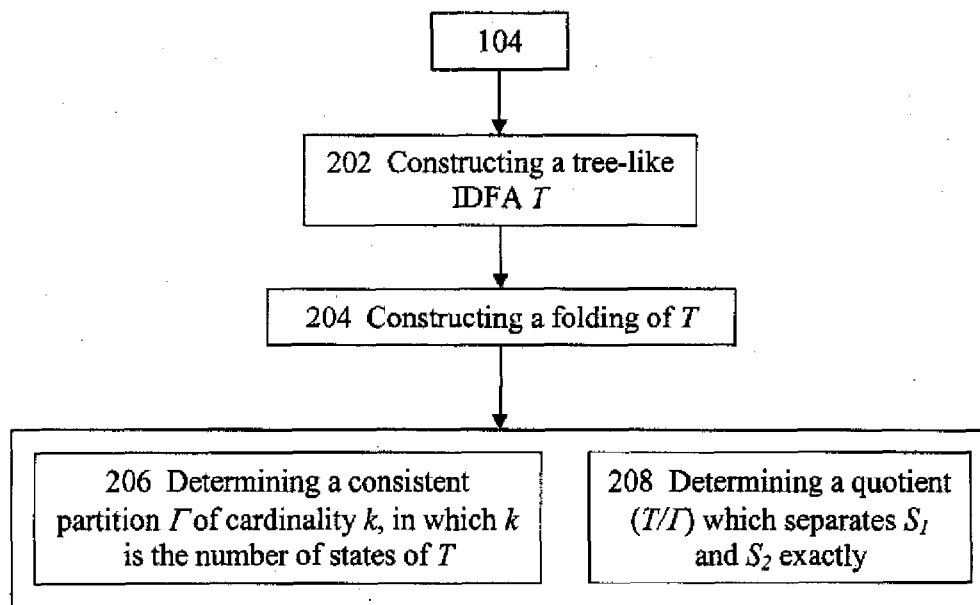 104
202 Constructing a tree-like
IDFA T
204 Constructing a folding of T
206 Determining a consistent
partition Γ of cardinality k, in which k
is the number of states of T
208 Determining a quotient
(T/Γ) which separates S₁
and S₂ exactly